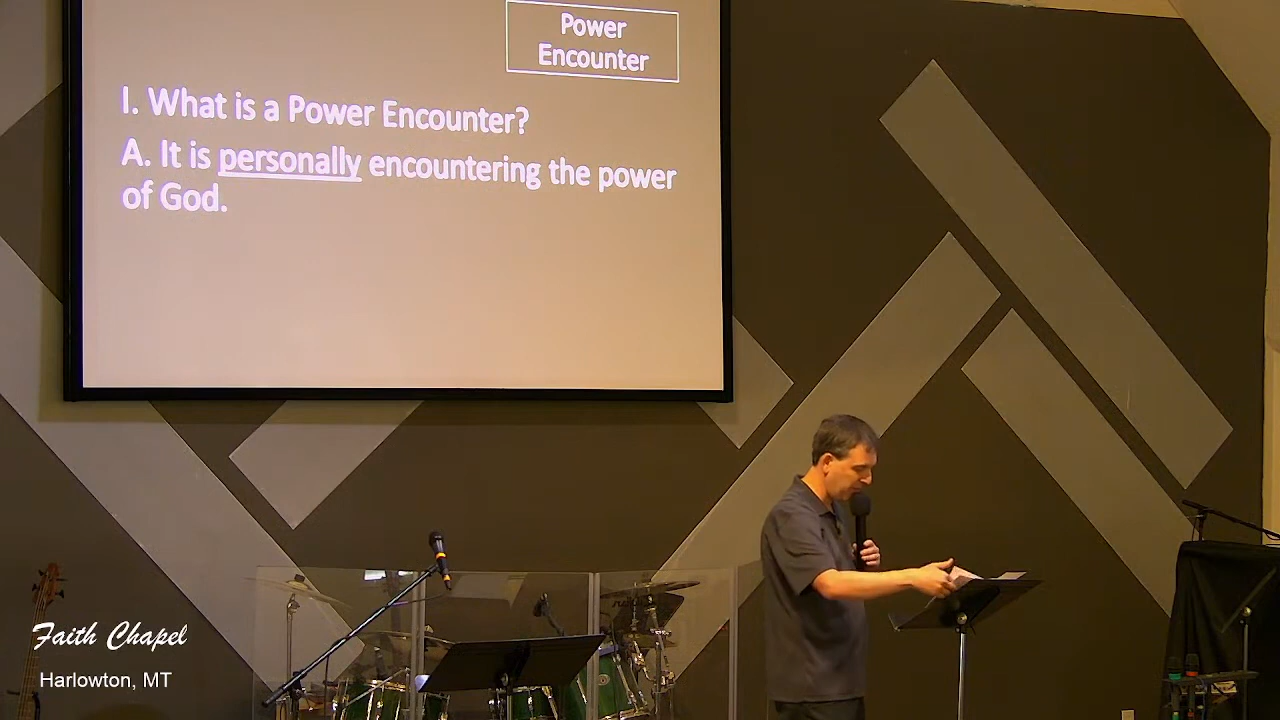 Power
Encounter
I. What is a Power Encounter?
A. It is personally encountering the power
of God.
Faith Chapel
Harlowton, MT